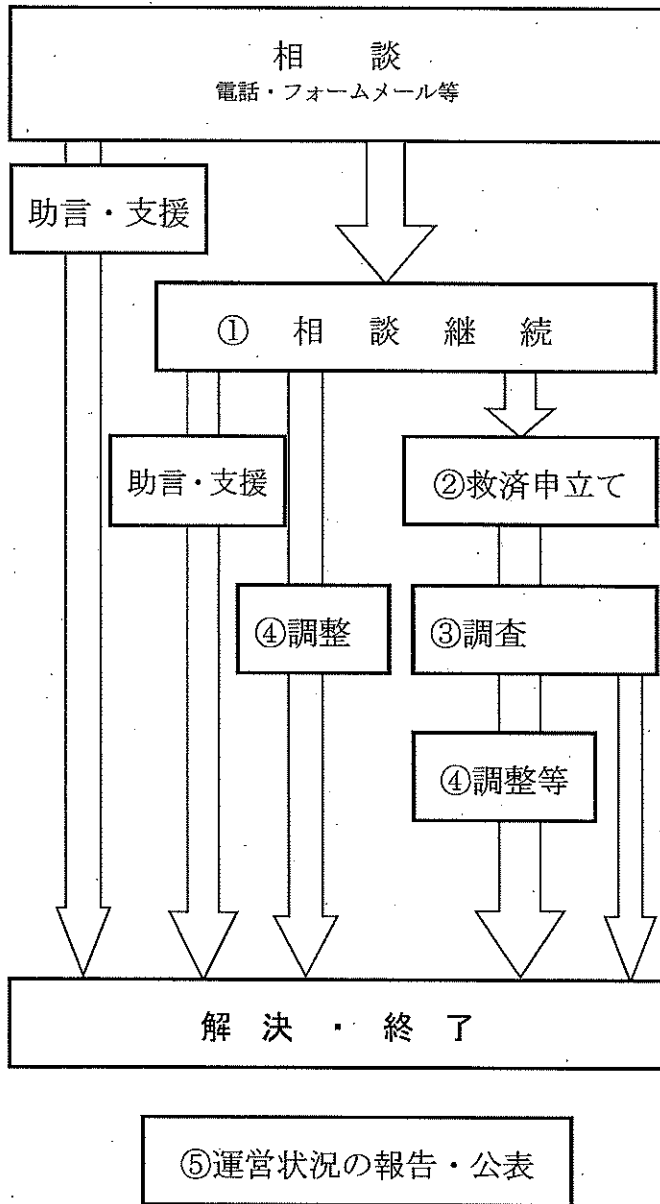 相　談
電話・フォームメール等
助言・支援
①　相　談　継　続
助言・支援
②救済申立て
④調整
③調査
④調整等
解　決　・　終　了
⑤運営状況の報告・公表